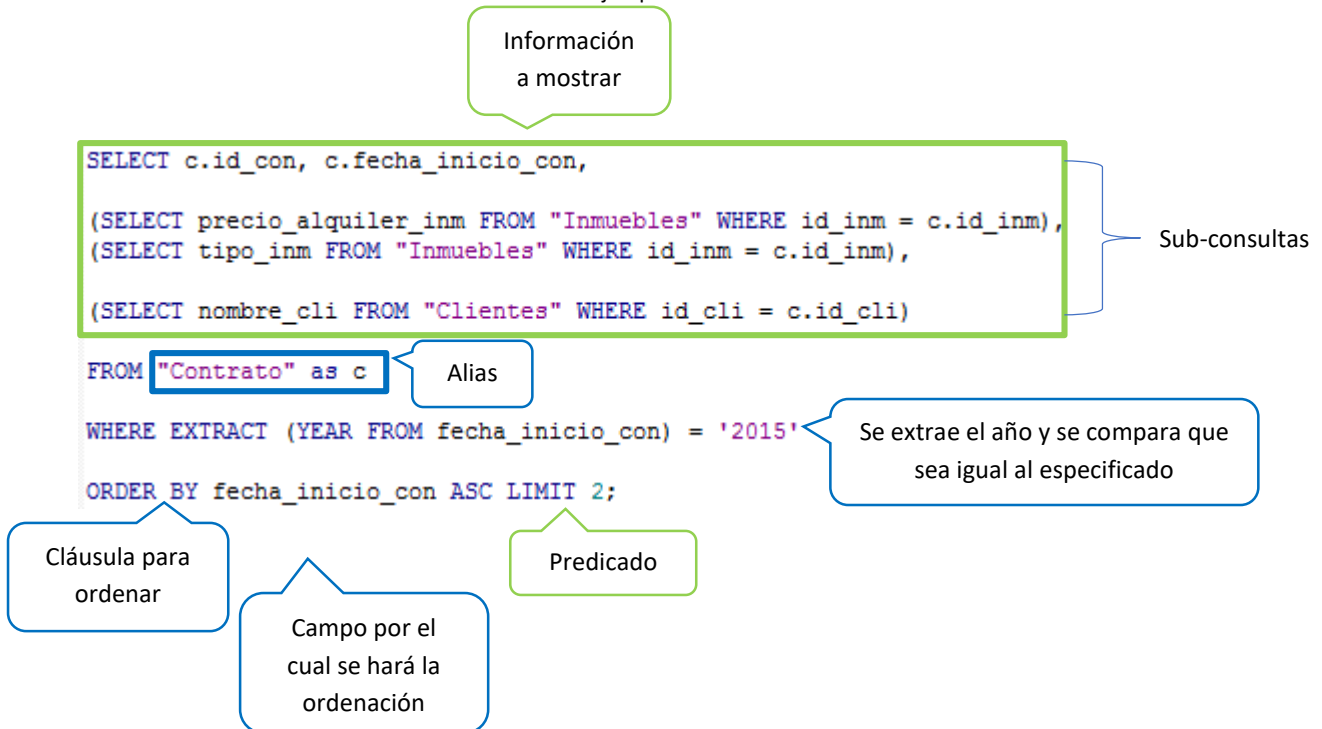 Información
a mostrar
SELECT c.id_con, c.fecha_inicio_con,
(SELECT precio_alquiler_inm FROM "Inmuebles" WHERE id_inm = c.id_inm),
(SELECT tipo_inm FROM "Inmuebles" WHERE id_inm = c.id_inm),
Sub-consultas
(SELECT nombre_cli FROM "Clientes" WHERE id_cli = c.id_cli)
FROM "Contrato" as c
Alias
WHERE EXTRACT (YEAR FROM fecha_inicio_con) = '2015'
Se extrae el año y se compara que
sea igual al especificado
ORDER BY fecha_inicio_con ASC LIMIT 2;
Cláusula para
ordenar
Predicado
Campo por el
cual se hará la
ordenación